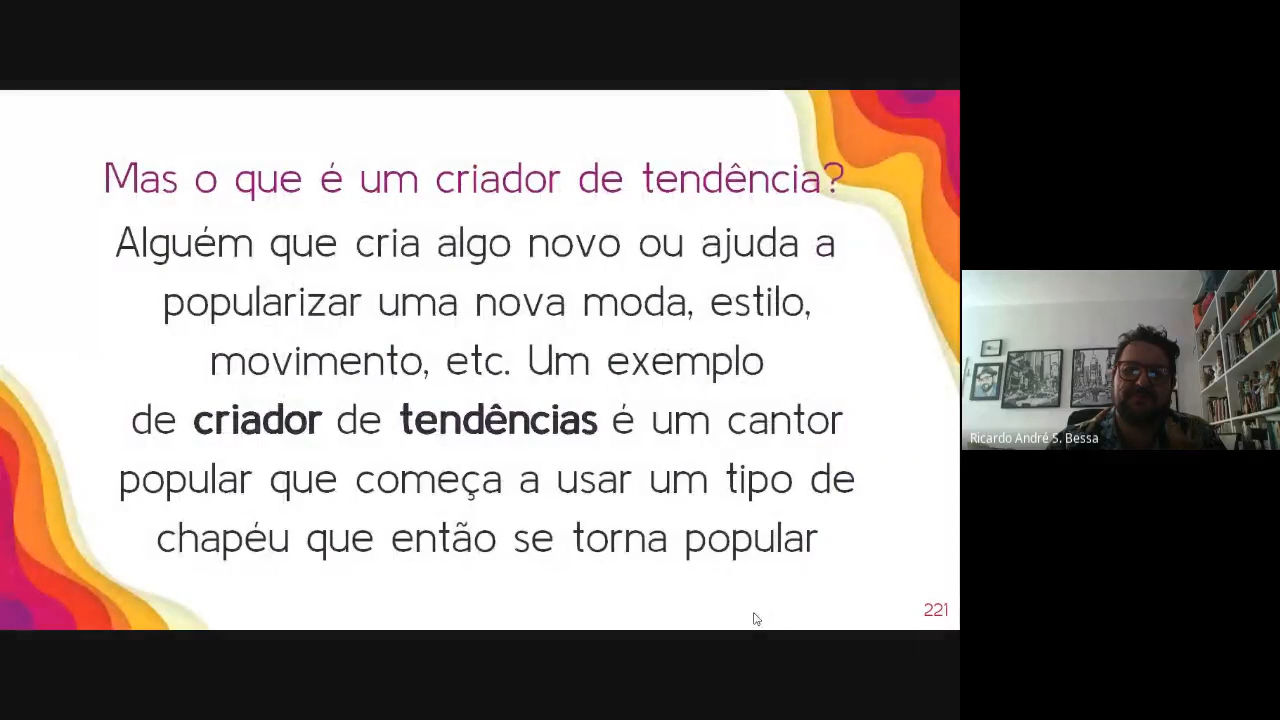 Mas o que é um criador de tendência?
Alguém que cria algo novo ou ajuda a
popularizar uma nova moda, estilo,
movimento, etc. Um exemplo
de criador de tendências é um cantor
popular que começa a usar um tipo de
chapéu que então se torna popular
221
Ricardo André S. Bessa